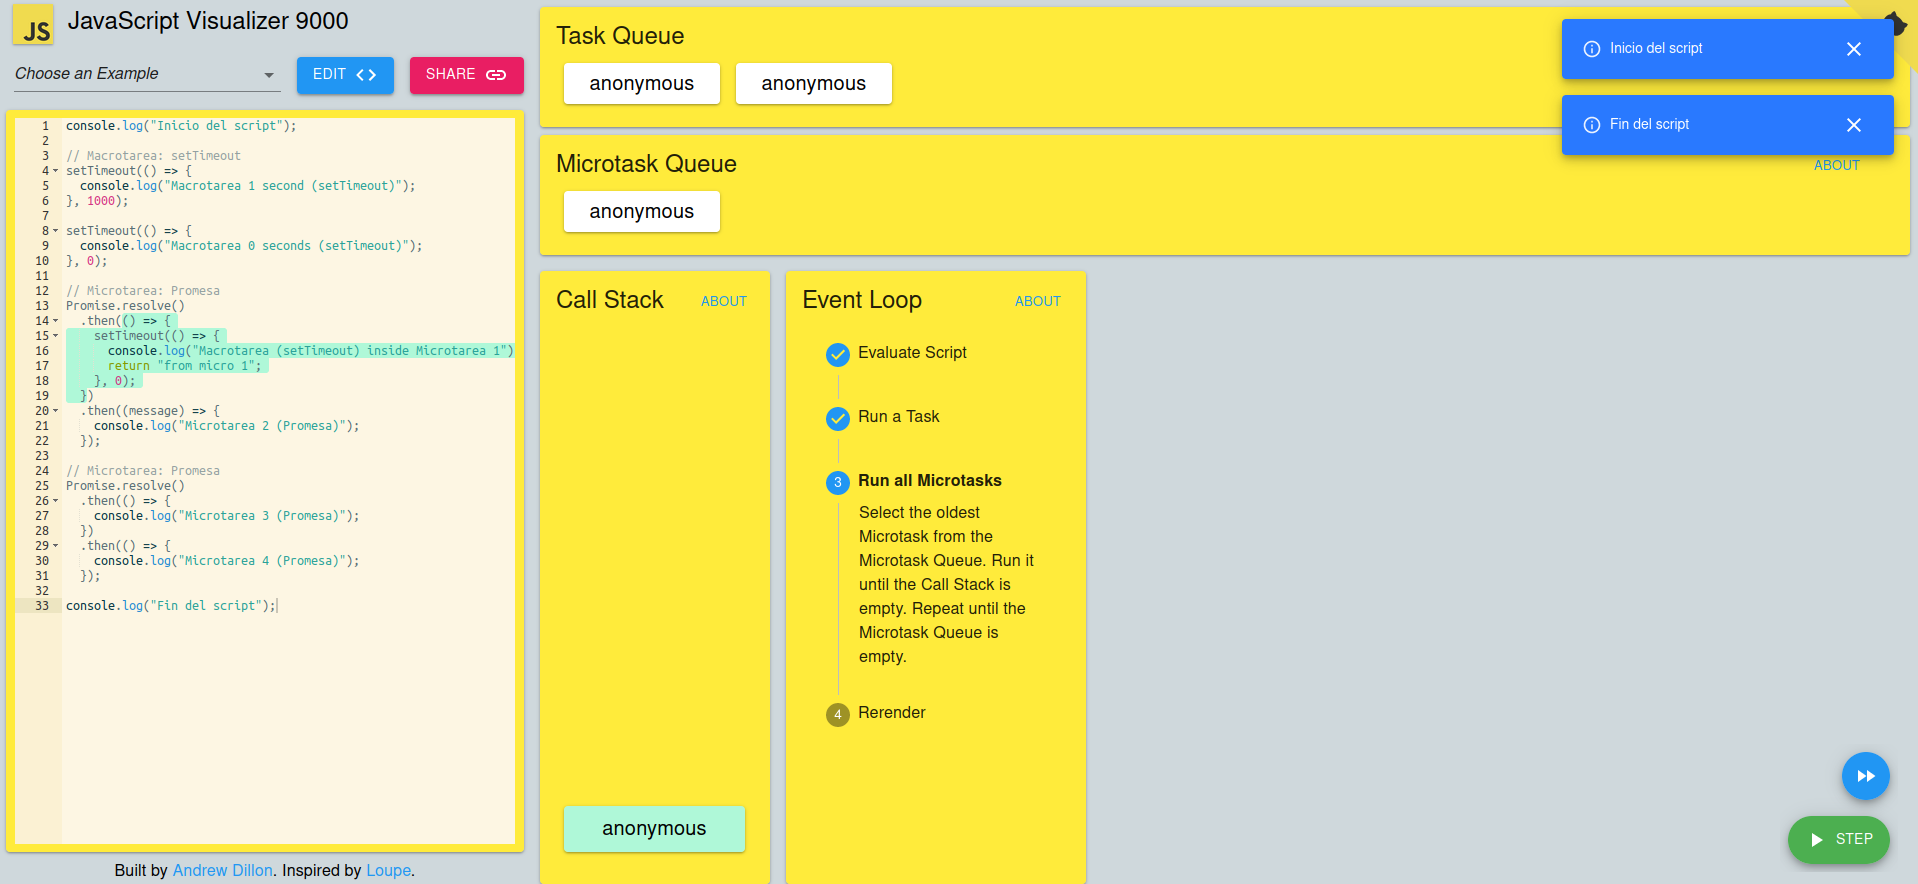 JS
JavaScript Visualizer 9000
Choose an Example
EDIT
SHARE
1 console.log("Inicio del script");
2
3 // Macrotarea: setTimeout
4 setTimeout(() => {
5 console.log("Macrotarea 1 second (setTimeout)");
6 }, 1000);
7
8 setTimeout(() => {
9 console.log("Macrotarea 0 seconds (setTimeout)");
10 }, 0);
11
12 // Microtarea: Promesa
13 Promise.resolve()
14 .then(() => {
15 setTimeout(() => {
16 console.log("Macrotarea (setTimeout) inside Microtarea 1")
17 return "from micro 1";
18 }, 0);
19 })
20 .then((message) => {
21 console.log("Microtarea 2 (Promesa)");
22 });
23
24 // Microtarea: Promesa
25 Promise.resolve()
26 .then(() => {
27 console.log("Microtarea 3 (Promesa)");
28 })
29 .then(() => {
30 console.log("Microtarea 4 (Promesa)");
31 });
32
33 console.log("Fin del script");
Built by Andrew Dillon. Inspired by Loupe.
Task Queue
anonymous anonymous
Inicio del script
Fin del script
Microtask Queue
ABOUT
anonymous
Call Stack
ABOUT
anonymous
Event Loop
ABOUT
Evaluate Script
Run a Task
3 Run all Microtasks
Select the oldest
Microtask from the
Microtask Queue. Run it
until the Call Stack is
empty. Repeat until the
Microtask Queue is
empty.
4 Rerender
STEP